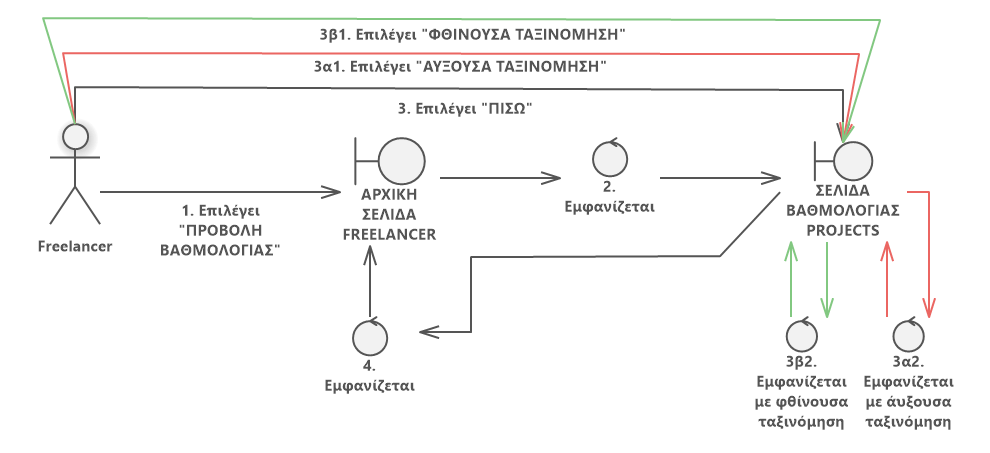 3β1. Επιλέγει "ΦΘΙΝΟΥΣΑ ΤΑΞΙΝΟΜΗΣΗ"
3α1. Επιλέγει "ΑΥΞΟΥΣΑ ΤΑΞΙΝΟΜΗΣΗ"
3. Επιλέγει "ΠΙΣΩ"
Freelancer
1. Επιλέγει
"ΠΡΟΒΟΛΗ
ΒΑΘΜΟΛΟΓΙΑΣ"
ΑΡΧΙΚΗ
ΣΕΛΙΔΑ
FREELANCER
2.
Εμφανίζεται
ΣΕΛΙΔΑ
ΒΑΘΜΟΛΟΓΙΑΣ
PROJECTS
4.
Εμφανίζεται
3β2.
Εμφανίζεται
με φθίνουσα
ταξινόμηση
3α2.
Εμφανίζεται
με άυξουσα
ταξινόμηση